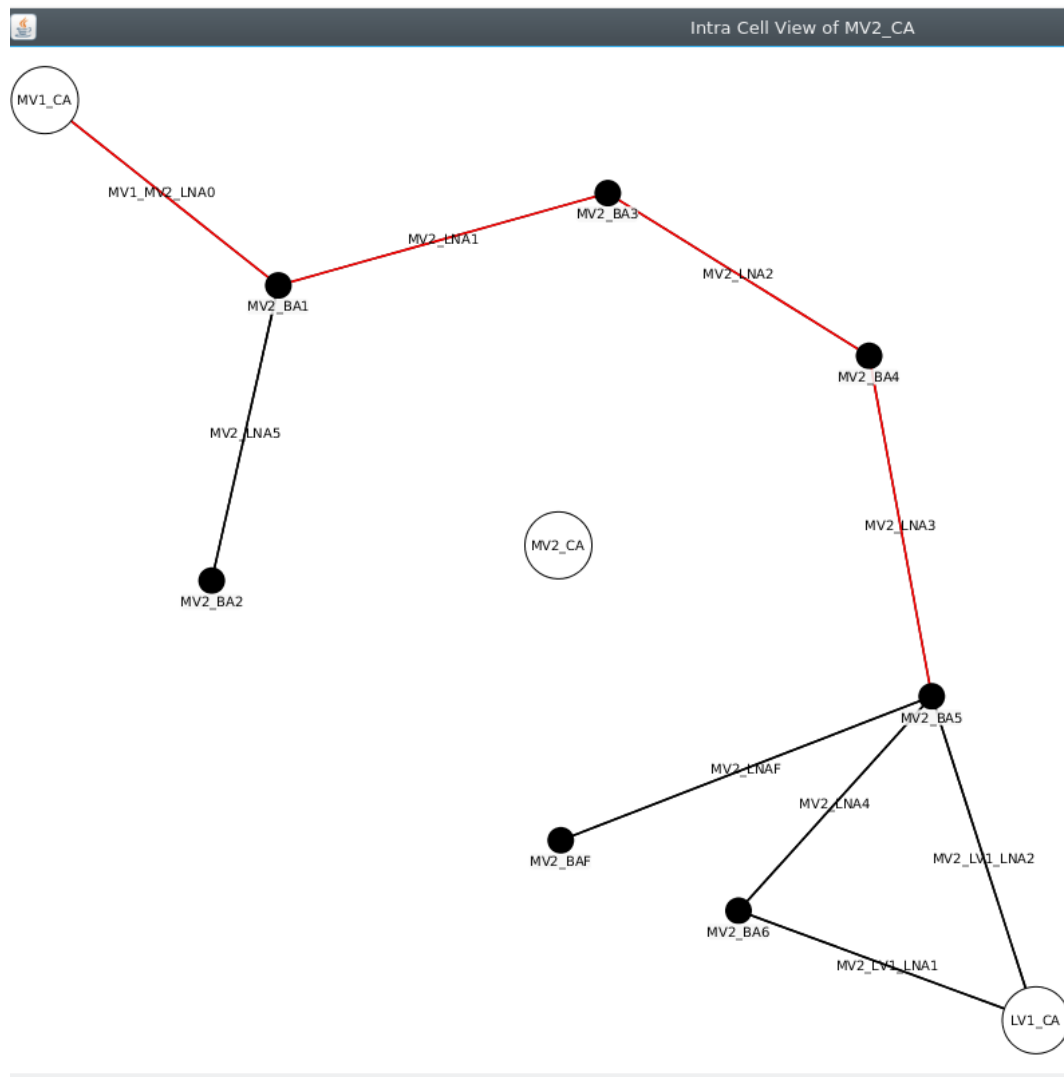 Intra Cell View of MV2_CA
MV1_CA
MV1_MV2_LNA0
MV2_BA3
MV2_LNA1
MV2_LNA2
MV2_BA1
MV2_BA4
MV2_LNA5
MV2_LNA3
MV2_CA
MV2_BA2
MV2_BA5
MV2_LNAF
MV2_LNA4
MV2_BAF
MV2_LV1_LNA2
MV2_BA6
MV2_LV1_LNA1
LV1_CA